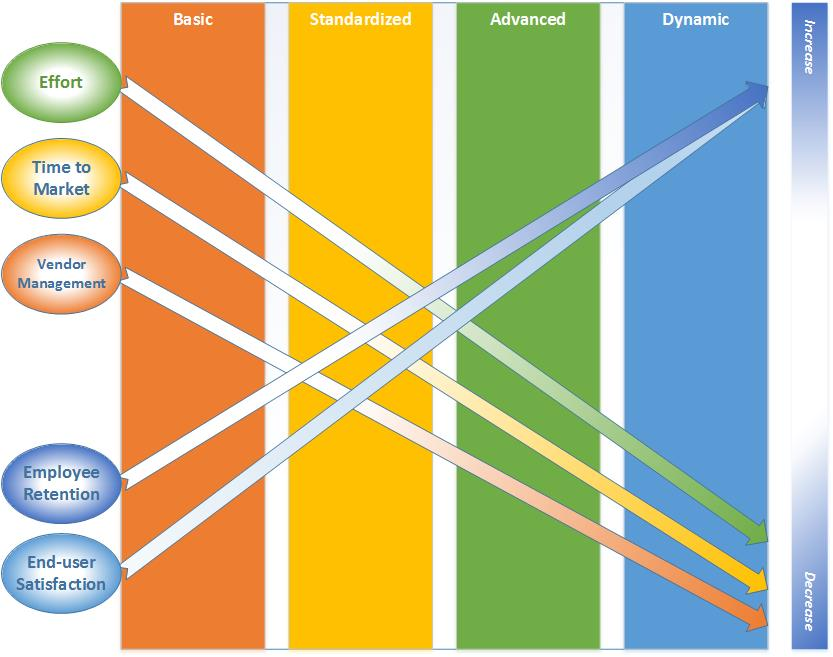 Basic
Standardized
Advanced
Dynamic
Increase
Effort
Time to
Market
Vendor
Management
Employee
Retention
End-user
Satisfaction
Decrease